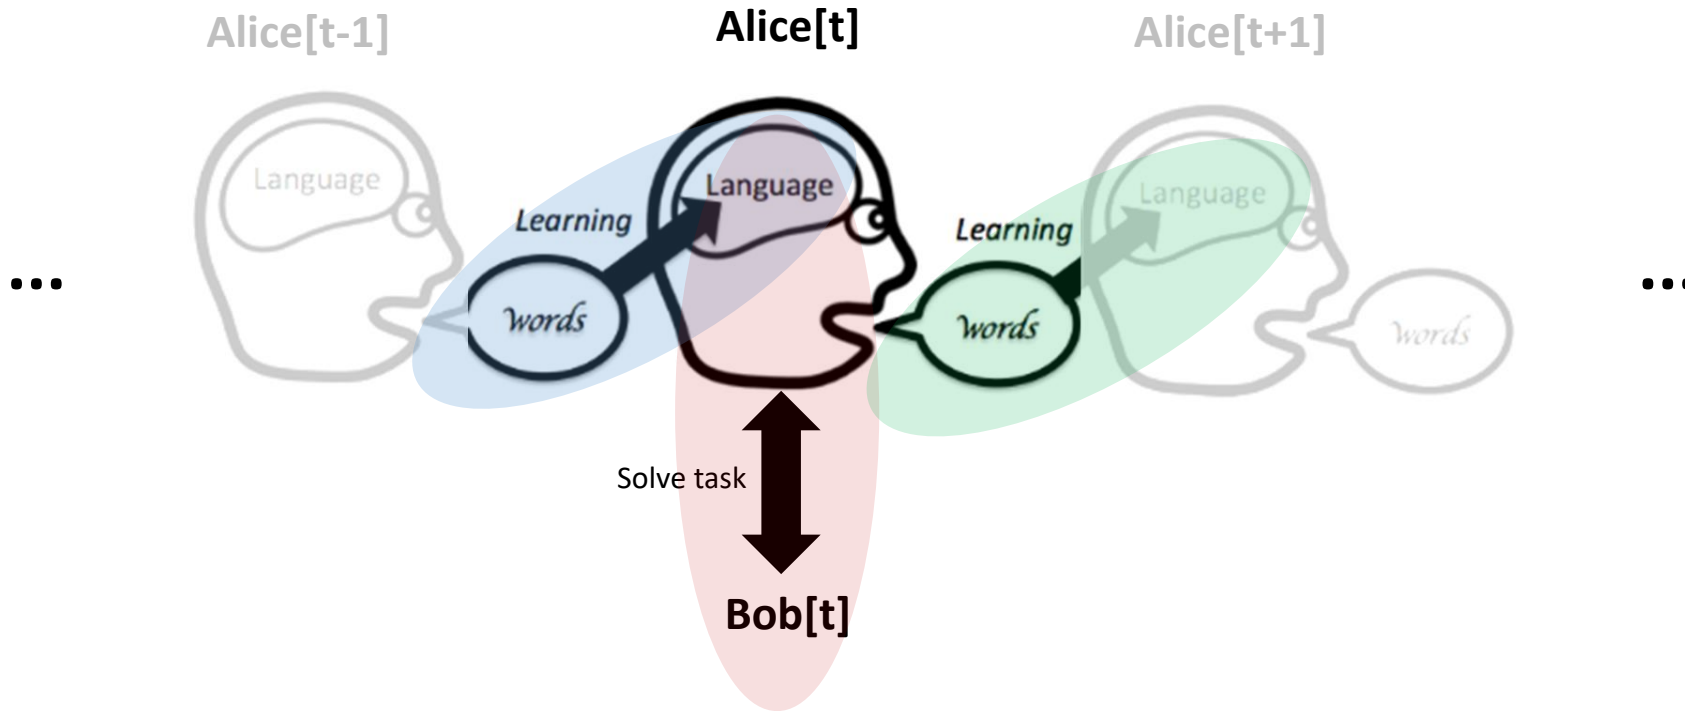 Alice[t-1]
Alice[t]
Alice[t+1]
Language
Language
Language
Learning
Learning
words
words
words
...
...
Solve task
Bob[t]